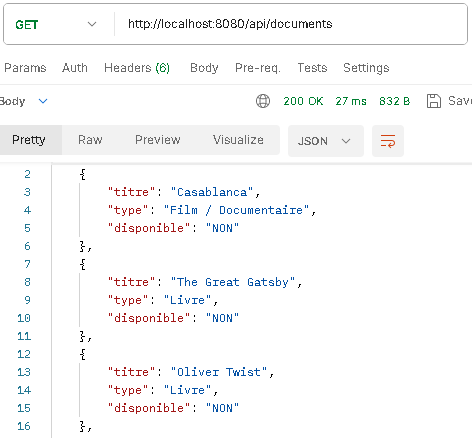 GET http://localhost:8080/api/documents
Params Auth Headers (6) Body Pre-req. Tests Settings
Body 200 OK 27 ms 832 B Save
Pretty Raw Preview Visualize JSON
2 {
3 "titre": "Casablanca",
4 "type": "Film / Documentaire",
5 "disponible": "NON"
6 },
7 {
8 "titre": "The Great Gatsby",
9 "type": "Livre",
10 "disponible": "NON"
11 },
12 {
13 "titre": "Oliver Twist",
14 "type": "Livre",
15 "disponible": "NON"
16 },